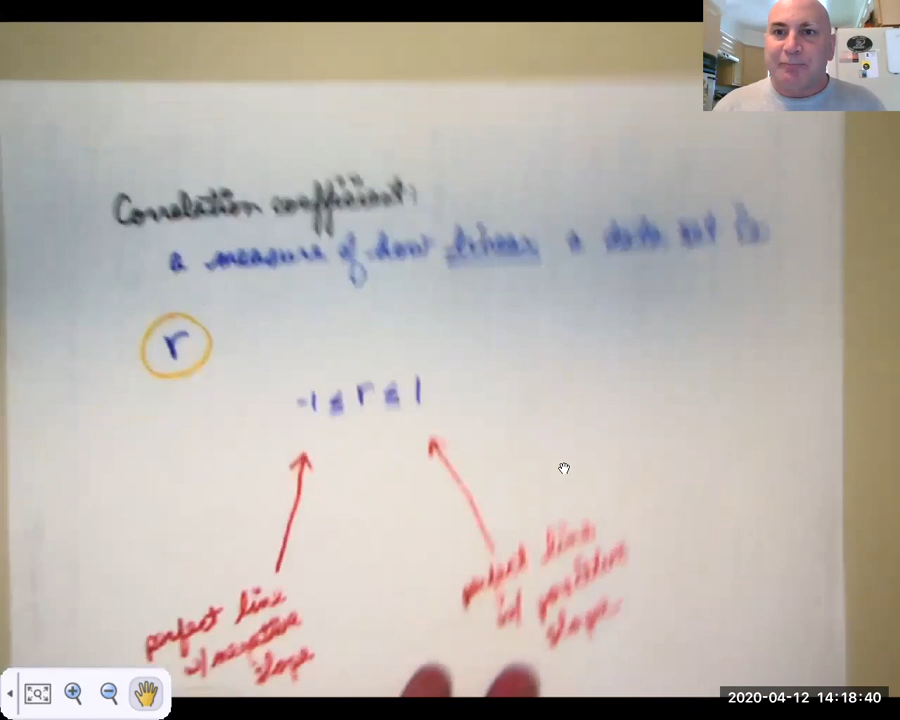 Correlation coefficient:
a measure of how linear a data set is
r
-1 ≤ r ≤ 1
perfect line
w/ negative
slope
perfect line
w/ positive
slope
2020-04-12 14:18:40